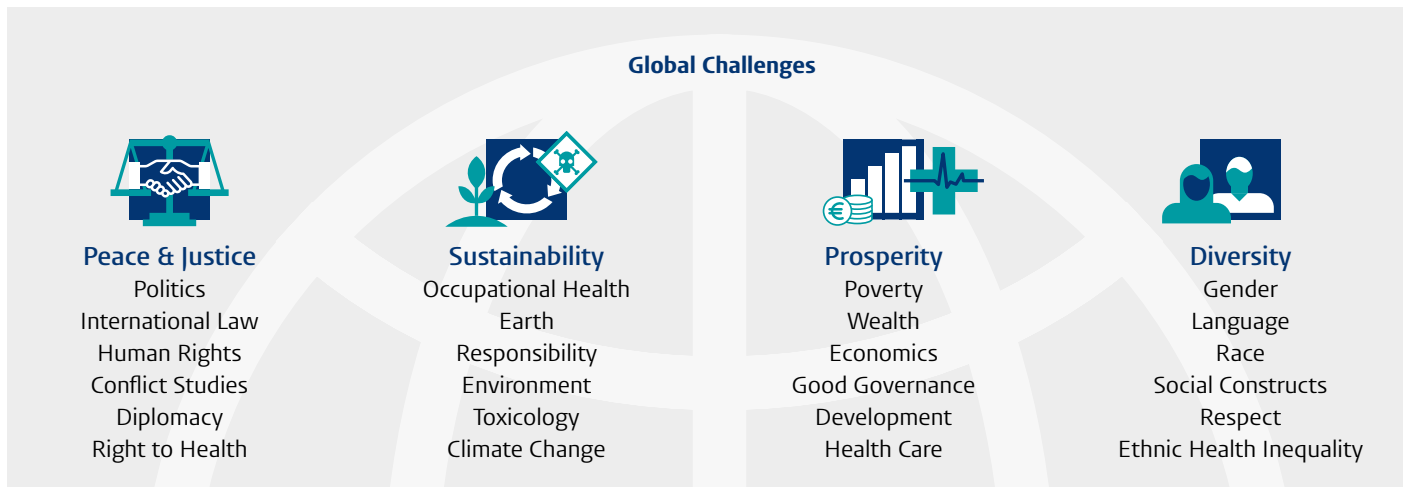 Global Challenges
Peace & Justice
Politics
International Law
Human Rights
Conflict Studies
Diplomacy
Right to Health
Sustainability
Occupational Health
Earth
Responsibility
Environment
Toxicology
Climate Change
€
Prosperity
Poverty
Wealth
Economics
Good Governance
Development
Health Care
Diversity
Gender
Language
Race
Social Constructs
Respect
Ethnic Health Inequality